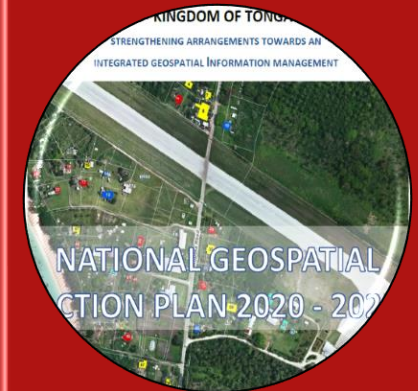 KINGDOM OF TONGA
STRENGTHENING ARRANGEMENTS TOWARDS AN
INTEGRATED GEOSPATIAL INFORMATION MANAGEMENT
NATIONAL GEOSPATIAL
CTION PLAN 2020 - 202